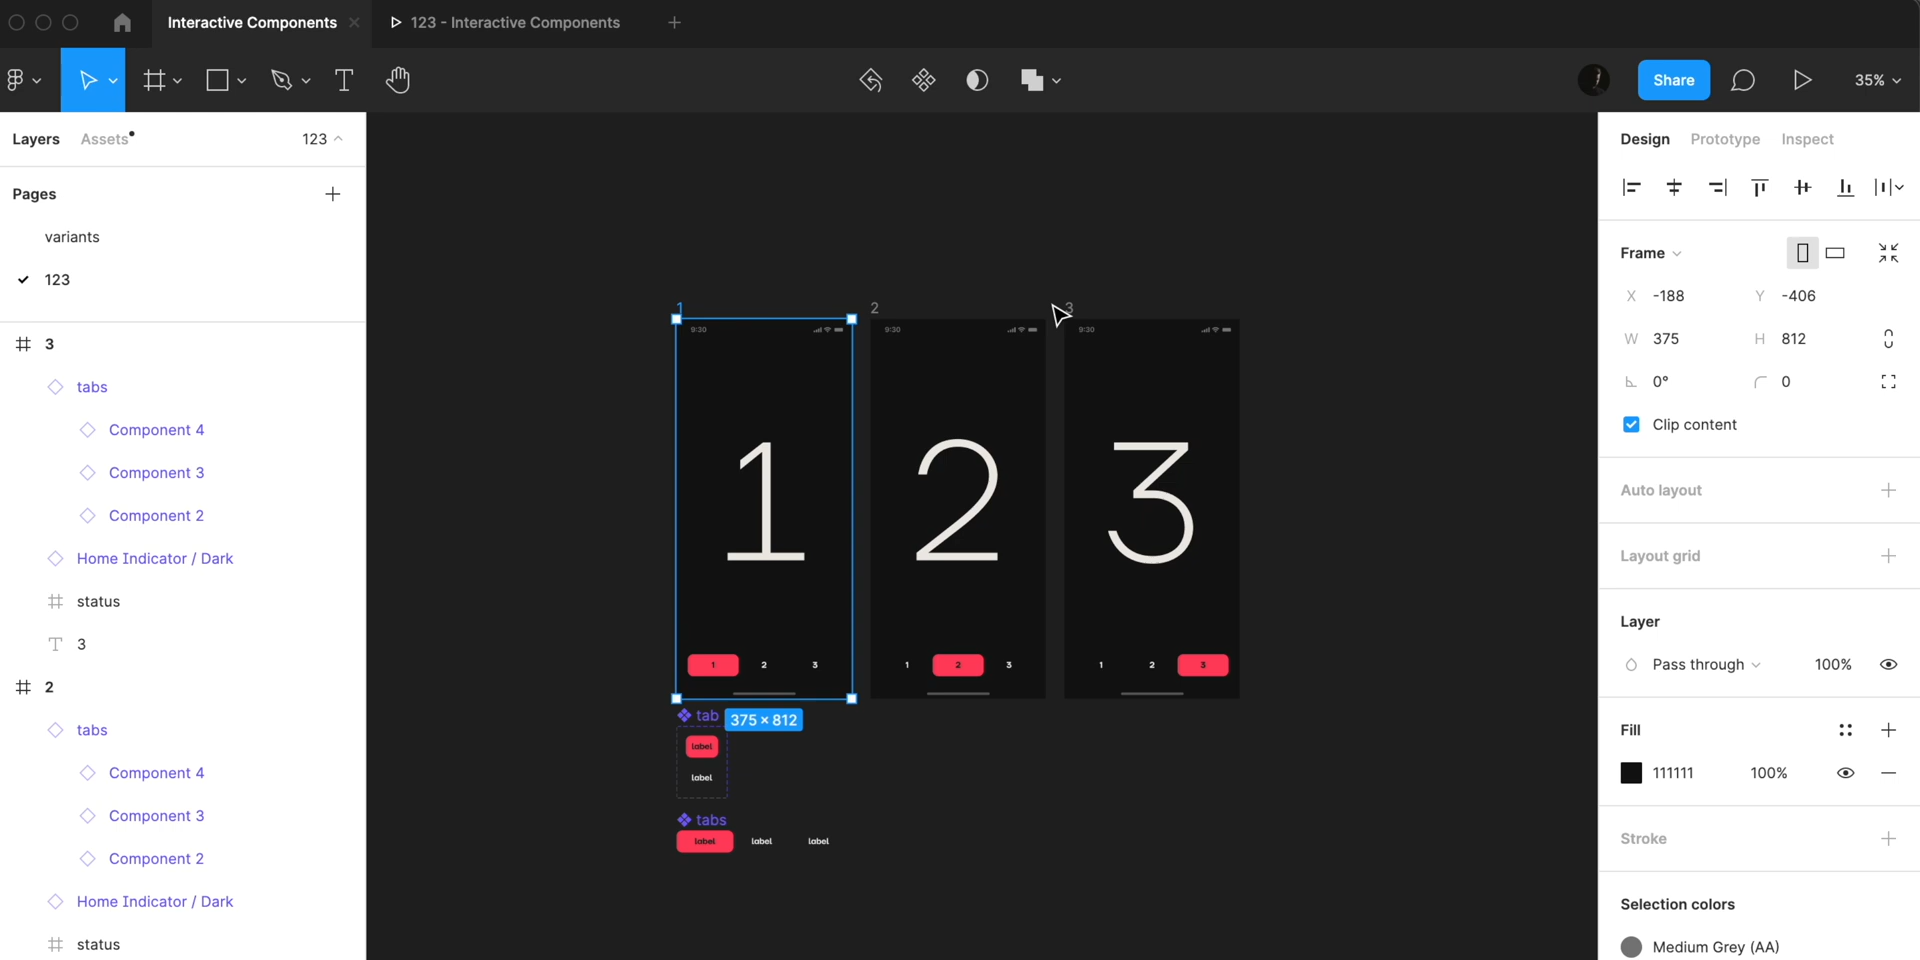 Interactive Components
123 - Interactive Components
Share
35%
Layers
Assets
123
Pages
variants
123
3
tabs
Component 4
Component 3
Component 2
Home Indicator / Dark
status
3
2
tabs
Component 4
Component 3
Component 2
Home Indicator / Dark
status
1
9:30
1
1
2
3
2
9:30
2
1
2
3
3
9:30
3
1
2
3
tab
375 × 812
label
label
tabs
label
label
label
Design
Prototype
Inspect
Frame
X -188
Y -406
W 375
H 812
0°
0
Clip content
Auto layout
Layout grid
Layer
Pass through
100%
Fill
111111
100%
Stroke
Selection colors
Medium Grey (AA)